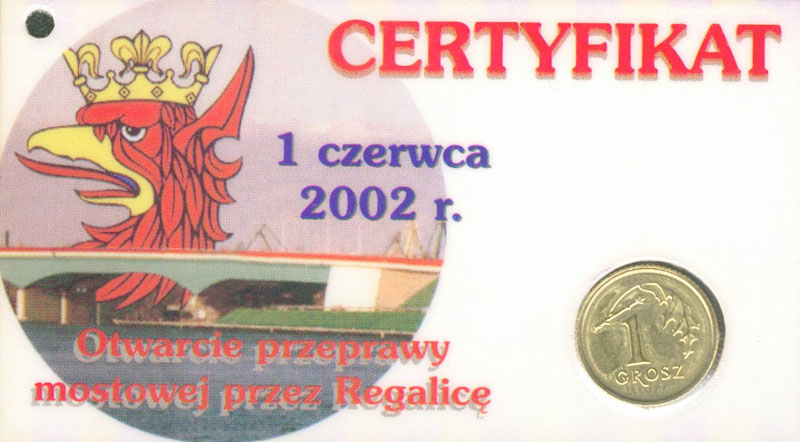 CERTYFIKAT
1 czerwca
2002 r.
Otwarcie przeprawy
mostowej przez Regalicę
1
GROSZ